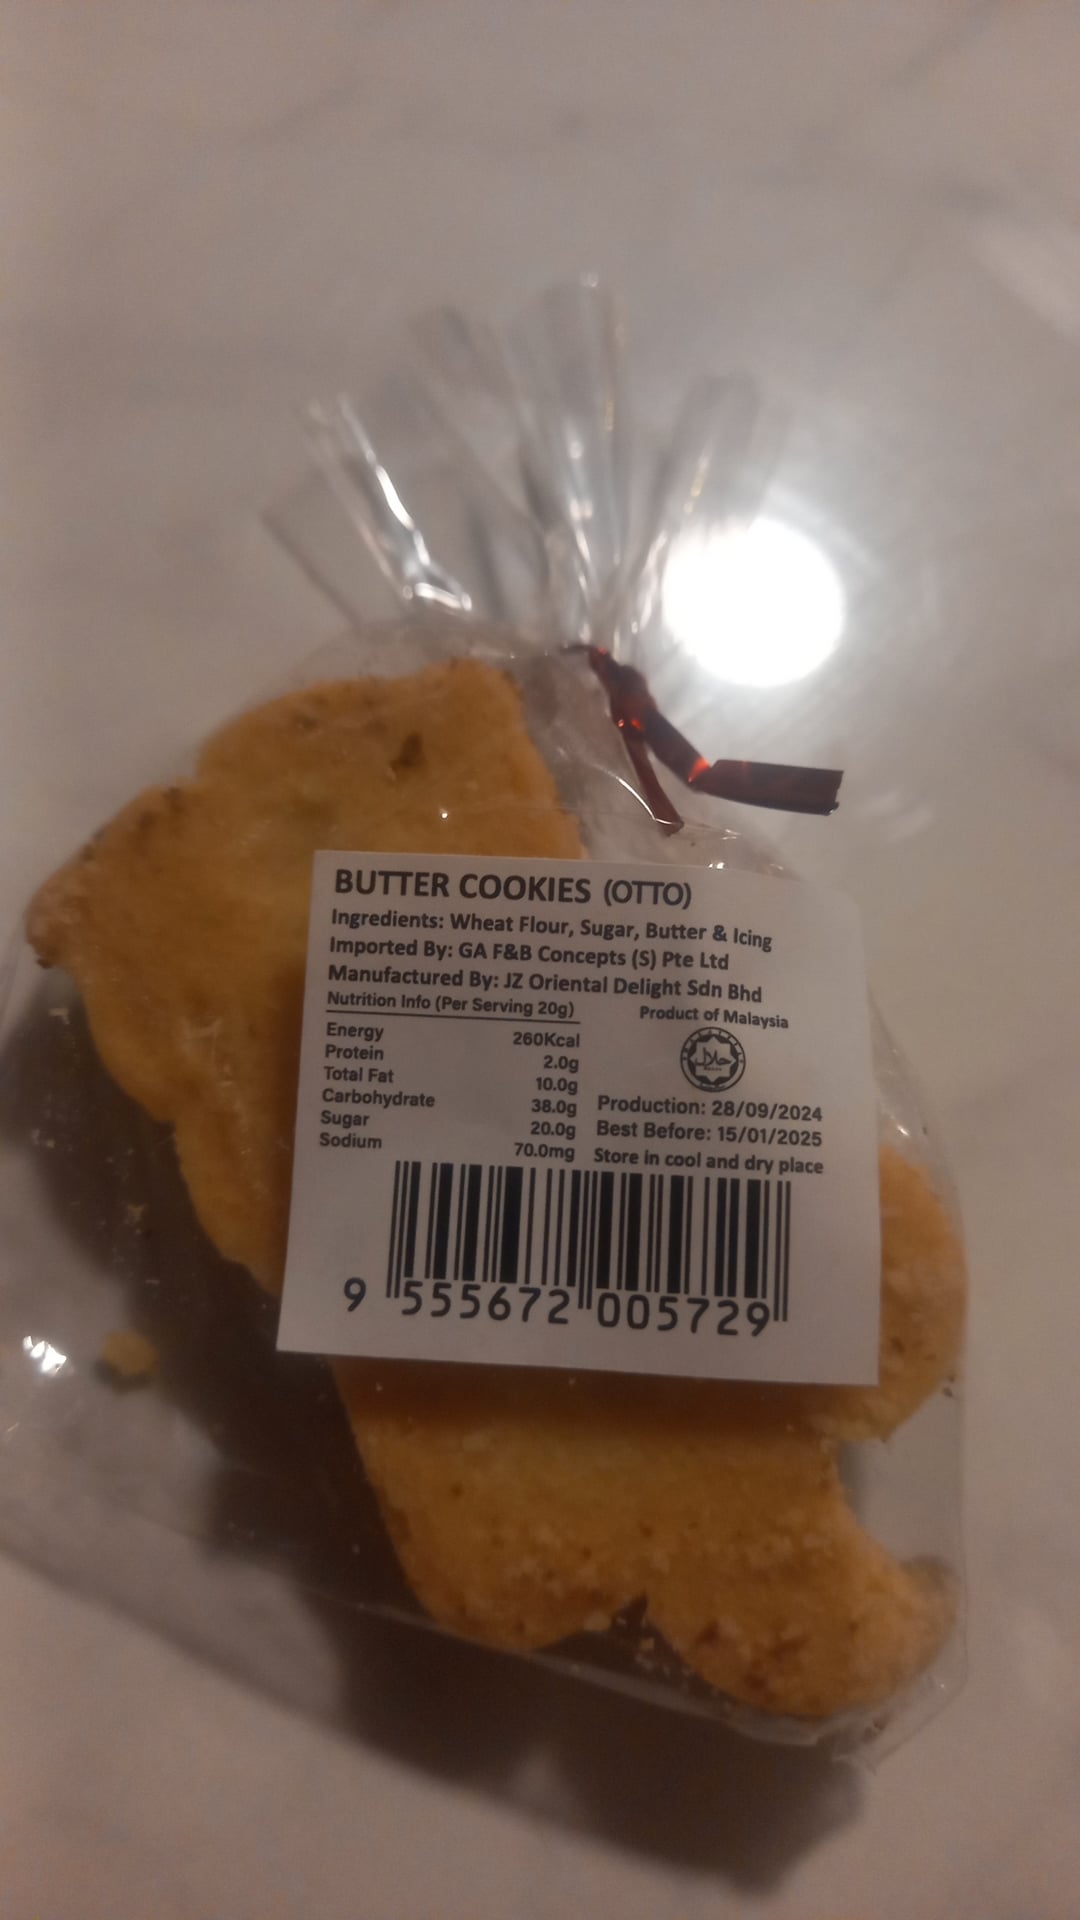 BUTTER COOKIES (OTTO)
Ingredients: Wheat Flour, Sugar, Butter & Icing
Imported By: GA F&B Concepts (S) Pte Ltd
Manufactured By: JZ Oriental Delight Sdn Bhd
Nutrition Info (Per Serving 20g)
Energy 260Kcal
Protein 2.0g
Total Fat 10.0g
Carbohydrate 38.0g
Sugar 20.0g
Sodium 70.0mg
Product of Malaysia
حلال
Production: 28/09/2024
Best Before: 15/01/2025
Store in cool and dry place
9 555672 005729